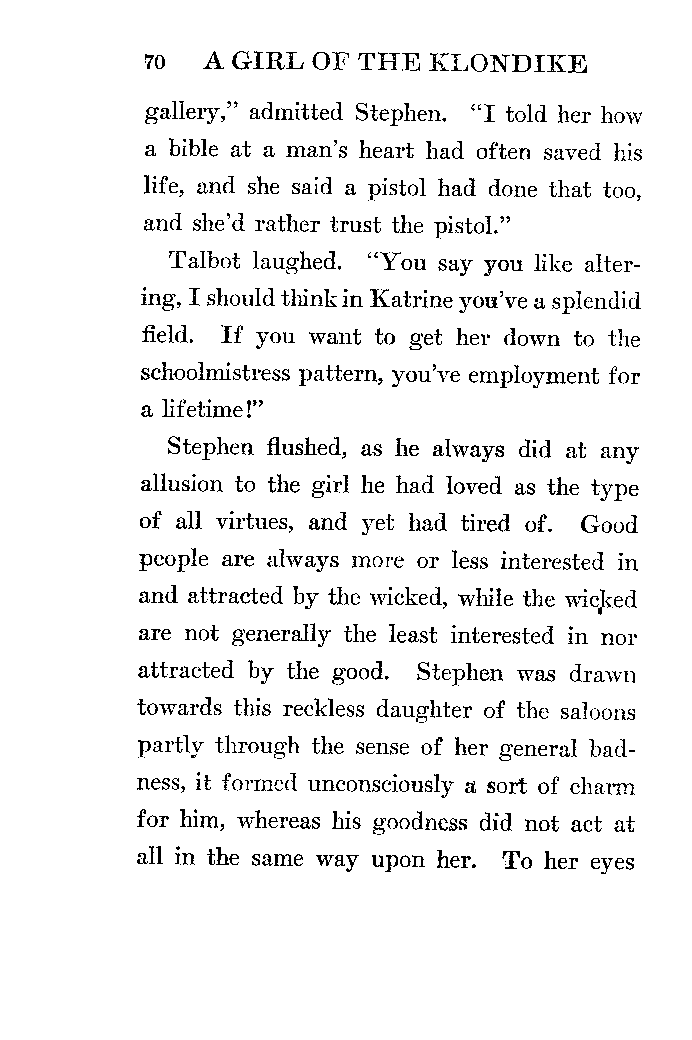 70 A GIRL OF THE KLONDIKE
gallery," admitted Stephen. "I told her how
a bible at a man's heart had often saved his
life, and she said a pistol had done that too,
and she'd rather trust the pistol."
Talbot laughed. "You say you like alter-
ing, I should think in Katrine you've a splendid
field. If you want to get her down to the
schoolmistress pattern, you've employment for
a lifetime!"
Stephen flushed, as he always did at any
allusion to the girl he had loved as the type
of all virtues, and yet had tired of. Good
people are always more or less interested in
and attracted by the wicked, while the wicked
are not generally the least interested in nor
attracted by the good. Stephen was drawn
towards this reckless daughter of the saloons
partly through the sense of her general bad-
ness, it formed unconsciously a sort of charm
for him, whereas his goodness did not act at
all in the same way upon her. To her eyes